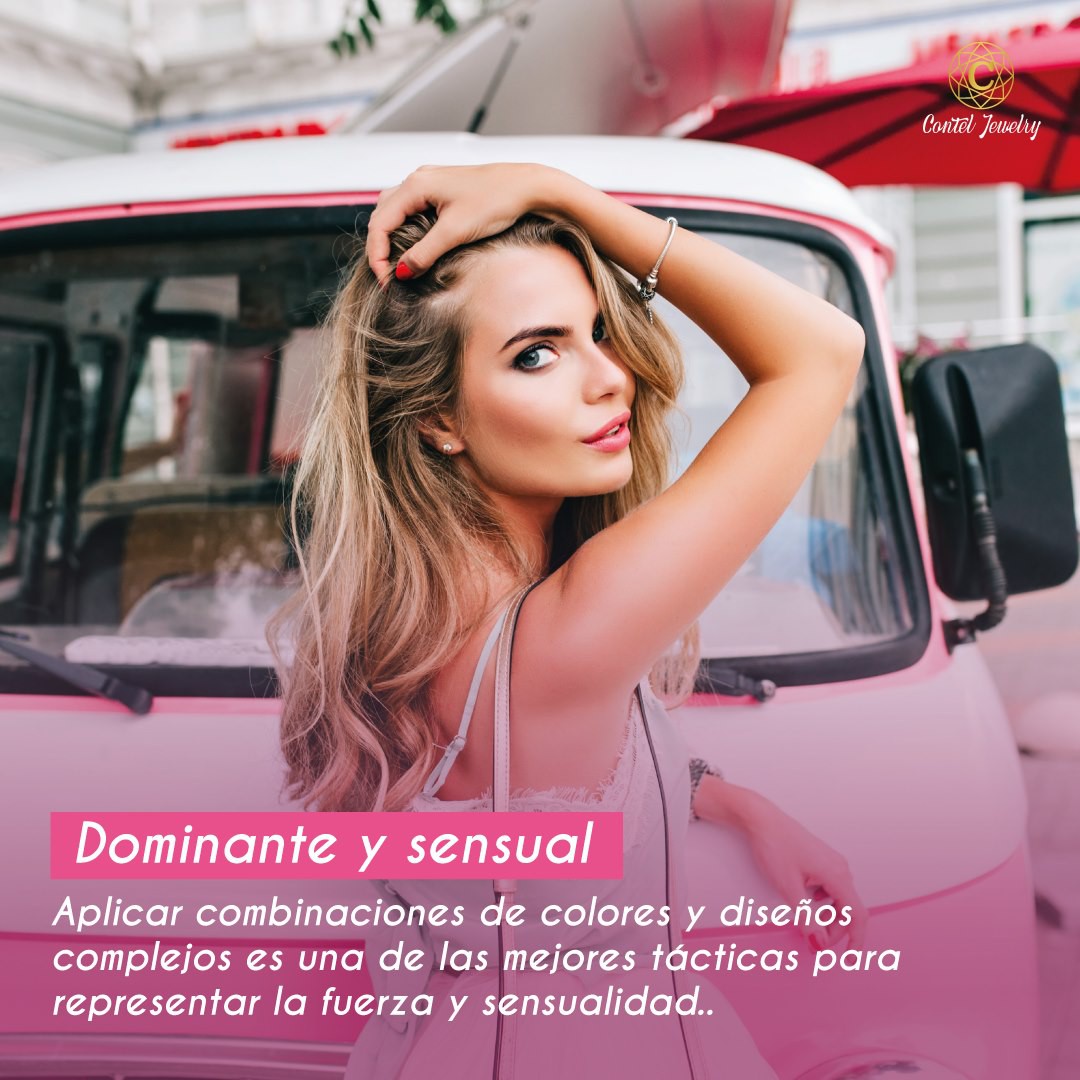 C
Contel Jewelry
Dominante y sensual
Aplicar combinaciones de colores y diseños
complejos es una de las mejores tácticas para
representar la fuerza y sensualidad..